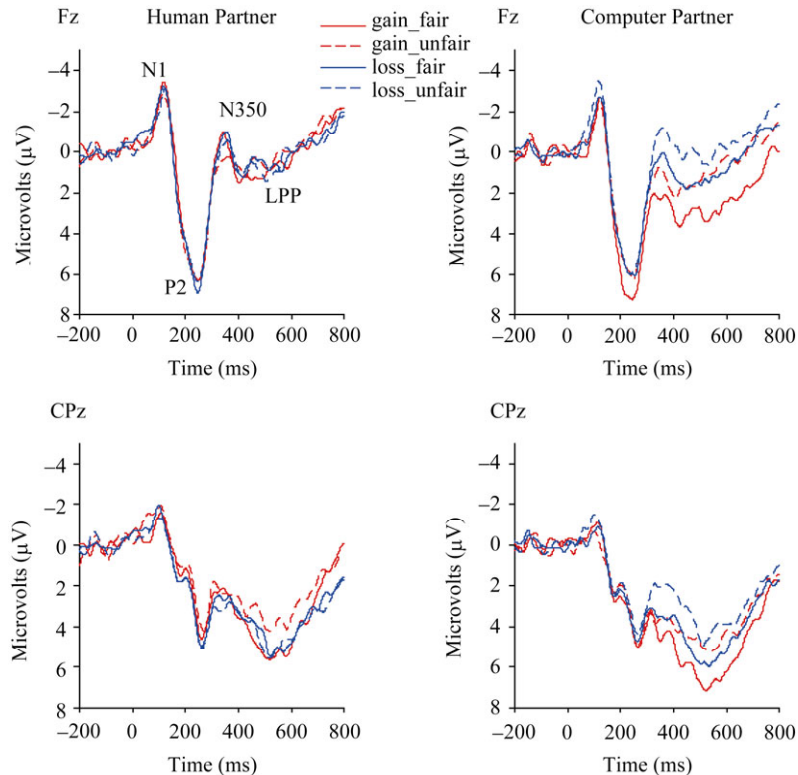 Fz Human Partner
gain_fair
gain_unfair
loss_fair
loss_unfair
Fz Computer Partner
Microvolts (µV)
–4
–2
0
2
4
6
8
N1
N350
LPP
P2
–200 0 200 400 600 800
Time (ms)
Microvolts (µV)
–4
–2
0
2
4
6
8
–200 0 200 400 600 800
Time (ms)
CPz
Microvolts (µV)
–4
–2
0
2
4
6
8
–200 0 200 400 600 800
Time (ms)
CPz
Microvolts (µV)
–4
–2
0
2
4
6
8
–200 0 200 400 600 800
Time (ms)